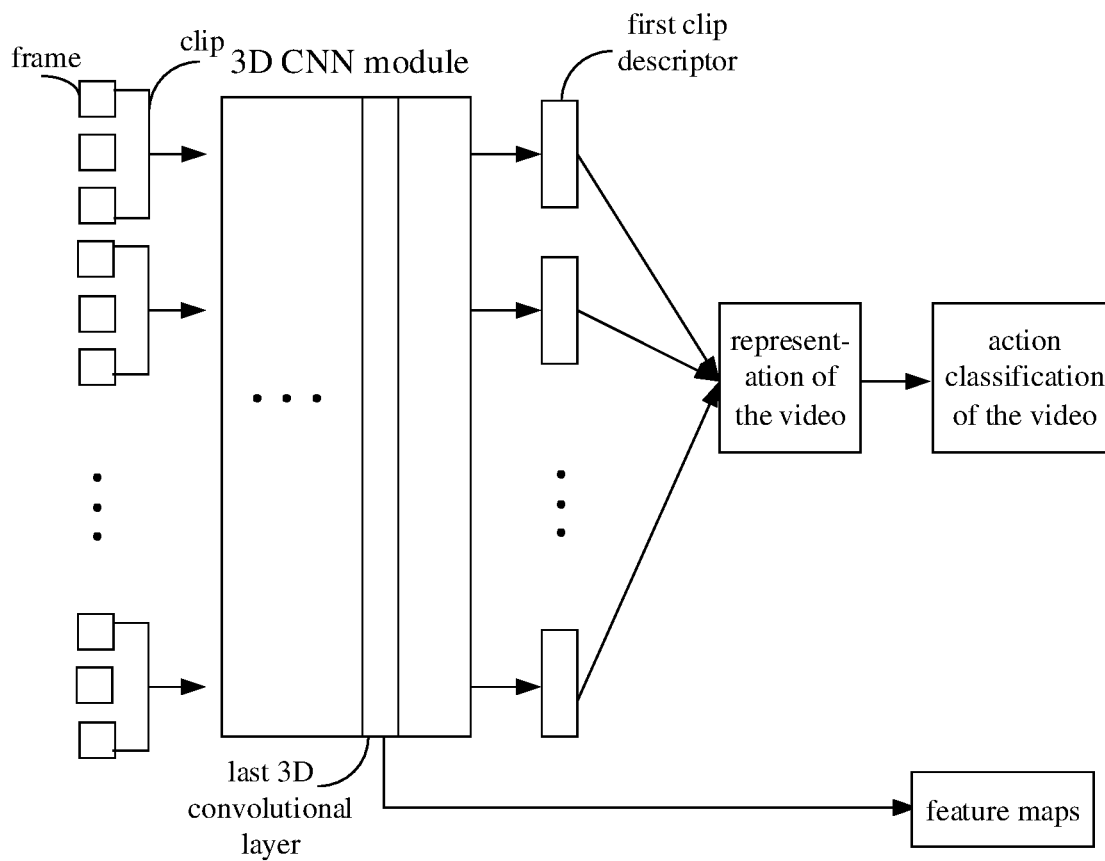 frame
clip
3D CNN module
first clip
descriptor
represent-
ation of
the video
action
classification
of the video
last 3D
convolutional
layer
feature maps